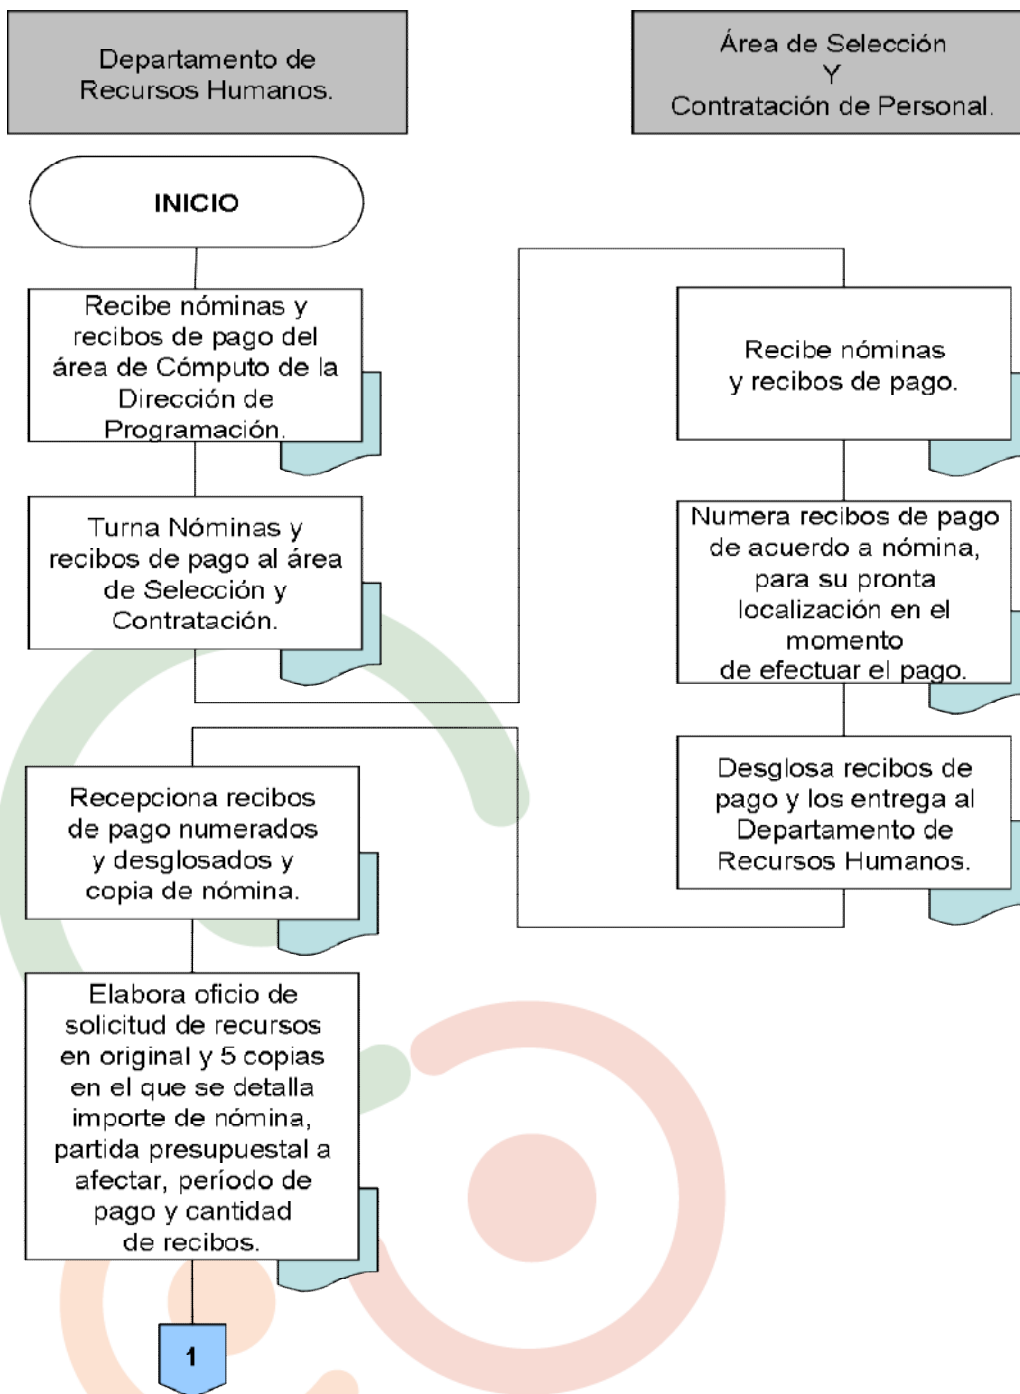 Departamento de
Recursos Humanos.
Área de Selección
Y
Contratación de Personal.
INICIO
Recibe nóminas y
recibos de pago del
área de Cómputo de la
Dirección de
Programación.
Turna Nóminas y
recibos de pago al área
de Selección y
Contratación.
Recibe nóminas
y recibos de pago.
Numera recibos de pago
de acuerdo a nómina,
para su pronta
localización en el
momento
de efectuar el pago.
Desglosa recibos de
pago y los entrega al
Departamento de
Recursos Humanos.
Recepciona recibos
de pago numerados
y desglosados y
copia de nómina.
Elabora oficio de
solicitud de recursos
en original y 5 copias
en el que se detalla
importe de nómina,
partida presupuestal a
afectar, período de
pago y cantidad
de recibos.
1